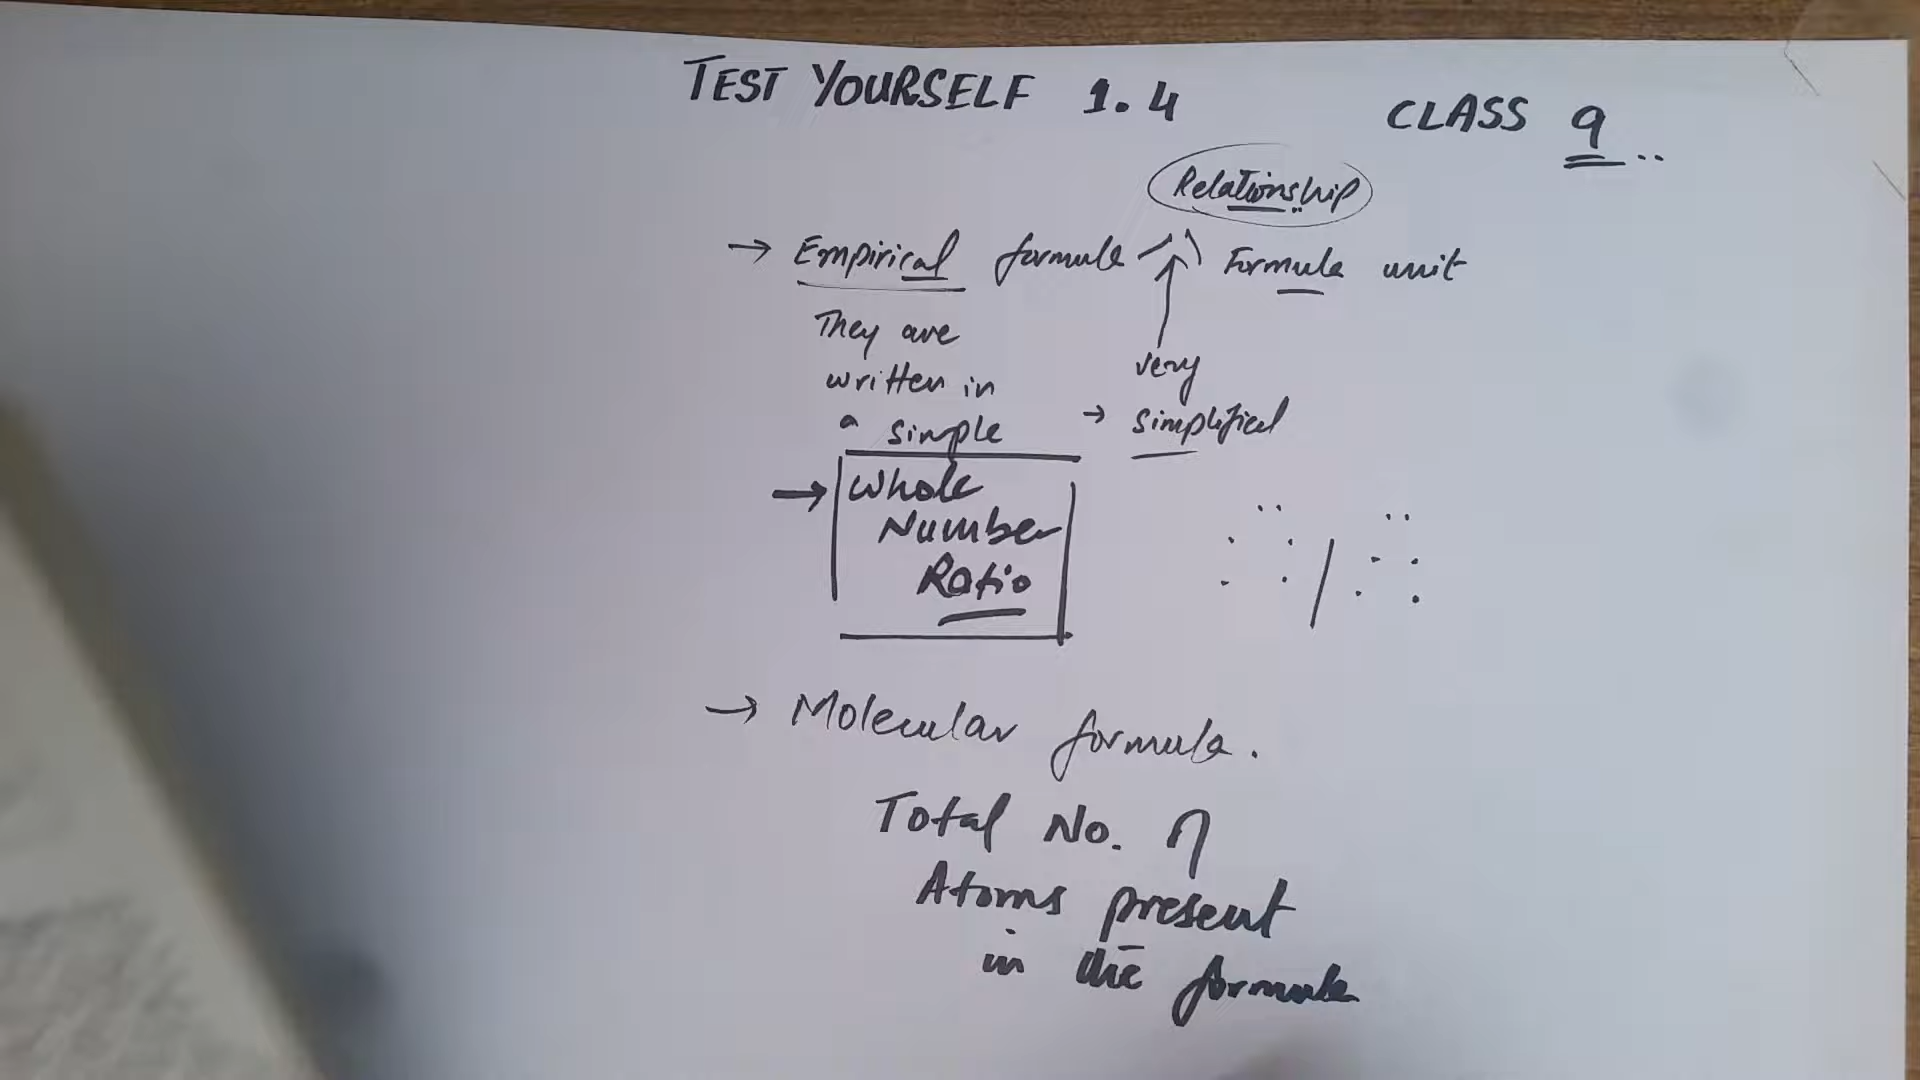 TEST YOURSELF 1.4 CLASS 9
Relationship
→ Empirical formula Formula unit
They are
written in
a simple
very
→ simplified
→ Whole
Number
Ratio
→ Molecular formula.
Total No. of
Atoms present
in the formula